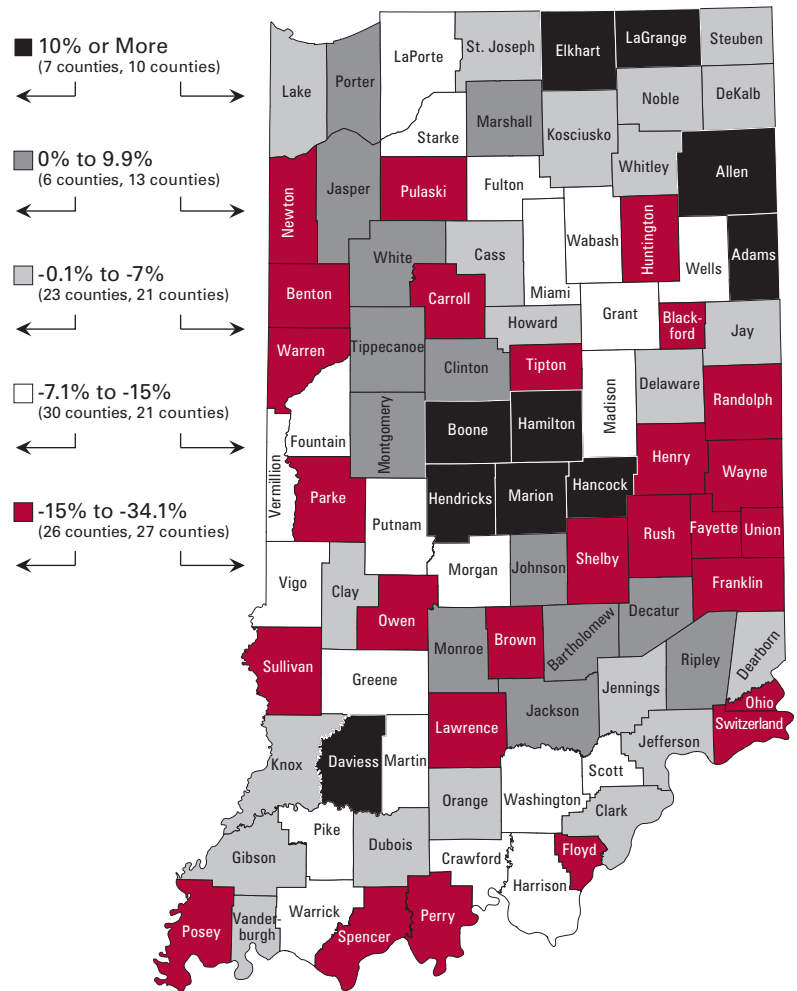 10% or More
(7 counties, 10 counties)
0% to 9.9%
(6 counties, 13 counties)
-0.1% to -7%
(23 counties, 21 counties)
-7.1% to -15%
(30 counties, 21 counties)
-15% to -34.1%
(26 counties, 27 counties)
Lake
Porter
LaPorte
St. Joseph
Elkhart
LaGrange
Steuben
Starke
Marshall
Kosciusko
Noble
DeKalb
Newton
Jasper
Pulaski
Fulton
Whitley
Allen
White
Cass
Miami
Wabash
Huntington
Wells
Adams
Benton
Carroll
Howard
Grant
Black-
ford
Jay
Warren
Tippecanoe
Clinton
Tipton
Madison
Delaware
Randolph
Fountain
Vermillion
Montgomery
Boone
Hamilton
Henry
Wayne
Parke
Putnam
Hendricks
Marion
Hancock
Rush
Fayette
Union
Vigo
Clay
Owen
Morgan
Johnson
Shelby
Franklin
Sullivan
Greene
Monroe
Brown
Bartholomew
Decatur
Ripley
Dearborn
Knox
Daviess
Martin
Lawrence
Jackson
Jennings
Jefferson
Ohio
Switzerland
Orange
Washington
Scott
Clark
Gibson
Pike
Dubois
Crawford
Harrison
Floyd
Posey
Vander-
burgh
Warrick
Spencer
Perry